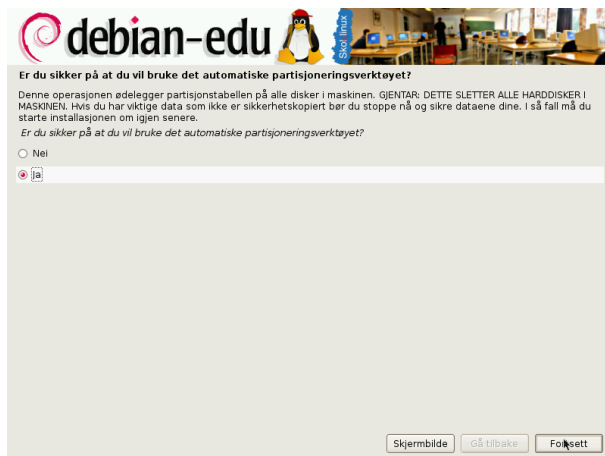 debian-edu
Skolelinux
Er du sikker på at du vil bruke det automatiske partisjoneringsverktøyet?
Denne operasjonen ødelegger partisjonstabellen på alle disker i maskinen. GJENTAR: DETTE SLETTER ALLE HARDDISKER I
MASKINEN. Hvis du har viktige data som ikke er sikkerhetskopiert bør du stoppe nå og sikre dataene dine. I så fall må du
starte installasjonen om igjen senere.
Er du sikker på at du vil bruke det automatiske partisjoneringsverktøyet?
Nei
Ja
Skjermbilde
Gå tilbake
Fortsett